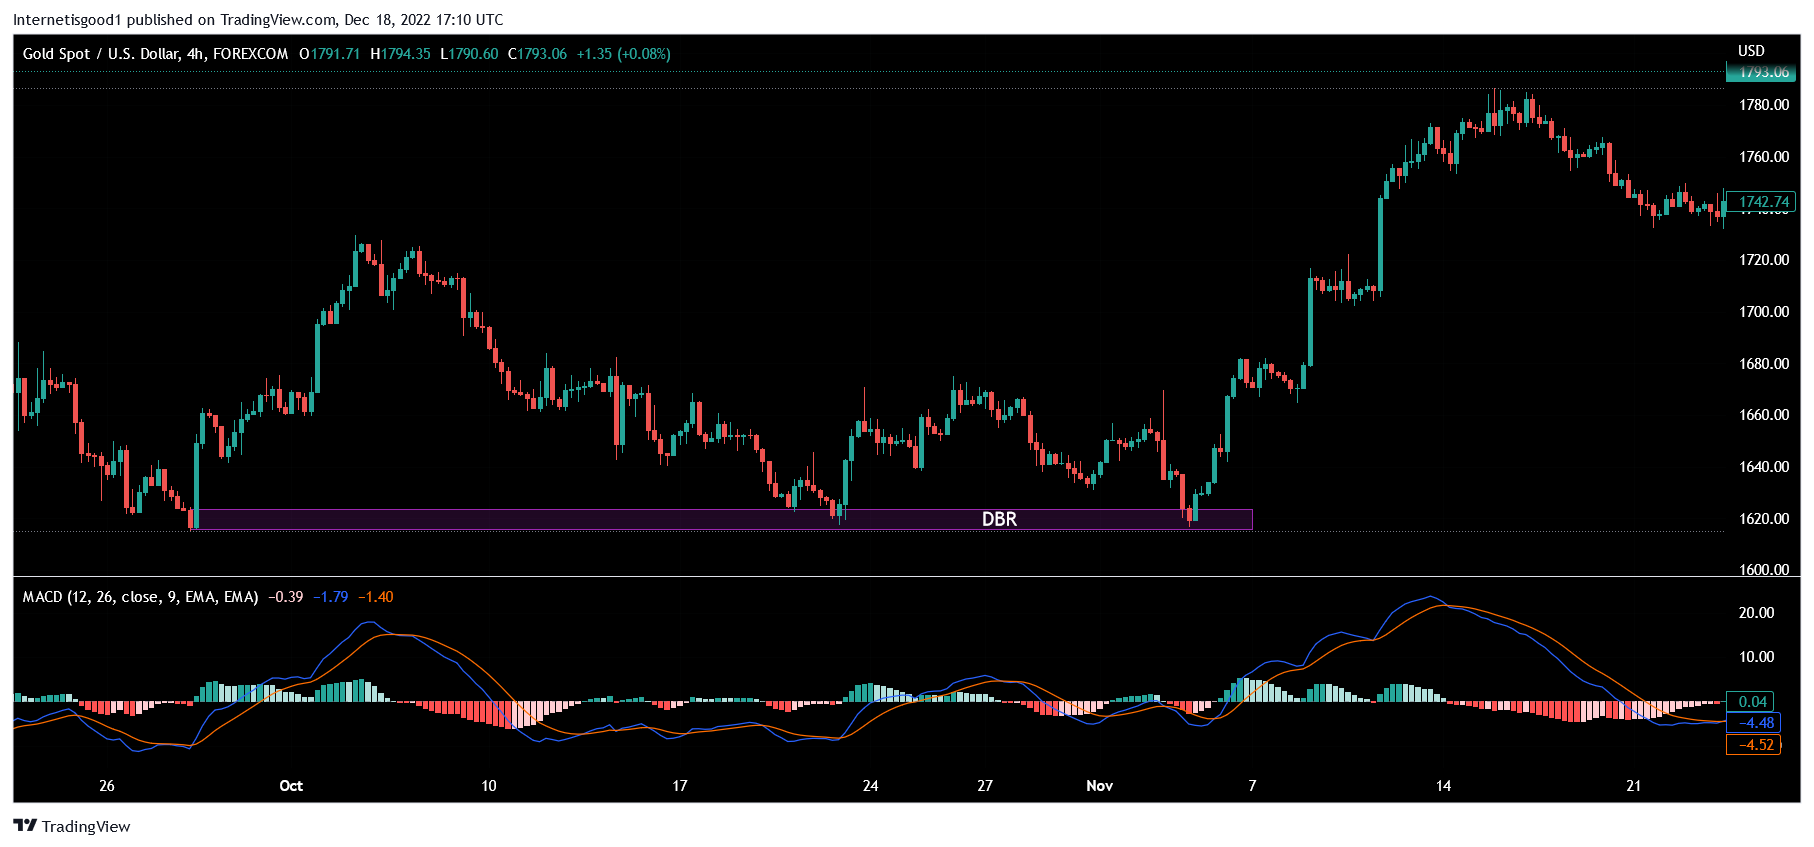 Internetisgood1 published on TradingView.com, Dec 18, 2022 17:10 UTC
Gold Spot / U.S. Dollar, 4h, FOREXCOM O1791.71 H1794.35 L1790.60 C1793.06 +1.35 (+0.08%)
USD
1793.06
1780.00
1760.00
1742.74
1720.00
1700.00
1680.00
1660.00
1640.00
1620.00
DBR
1600.00
MACD (12, 26, close, 9, EMA, EMA) −0.39 −1.79 −1.40
20.00
10.00
0.04
−4.48
−4.52
26 Oct 10 17 24 27 Nov 7 14 21
TradingView